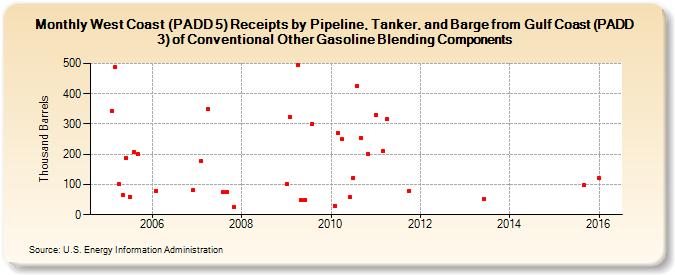 Monthly West Coast (PADD 5) Receipts by Pipeline, Tanker, and Barge from Gulf Coast (PADD
3) of Conventional Other Gasoline Blending Components
Thousand Barrels
500
400
300
200
100
0
2006 2008 2010 2012 2014 2016
Source: U.S. Energy Information Administration